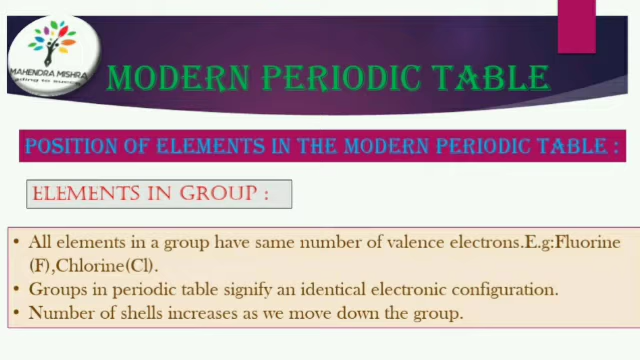 MAHENDRA MISHRA
MODERN PERIODIC TABLE
POSITION OF ELEMENTS IN THE MODERN PERIODIC TABLE :
ELEMENTS IN GROUP :
• All elements in a group have same number of valence electrons.E.g:Fluorine
(F),Chlorine(Cl).
• Groups in periodic table signify an identical electronic configuration.
• Number of shells increases as we move down the group.